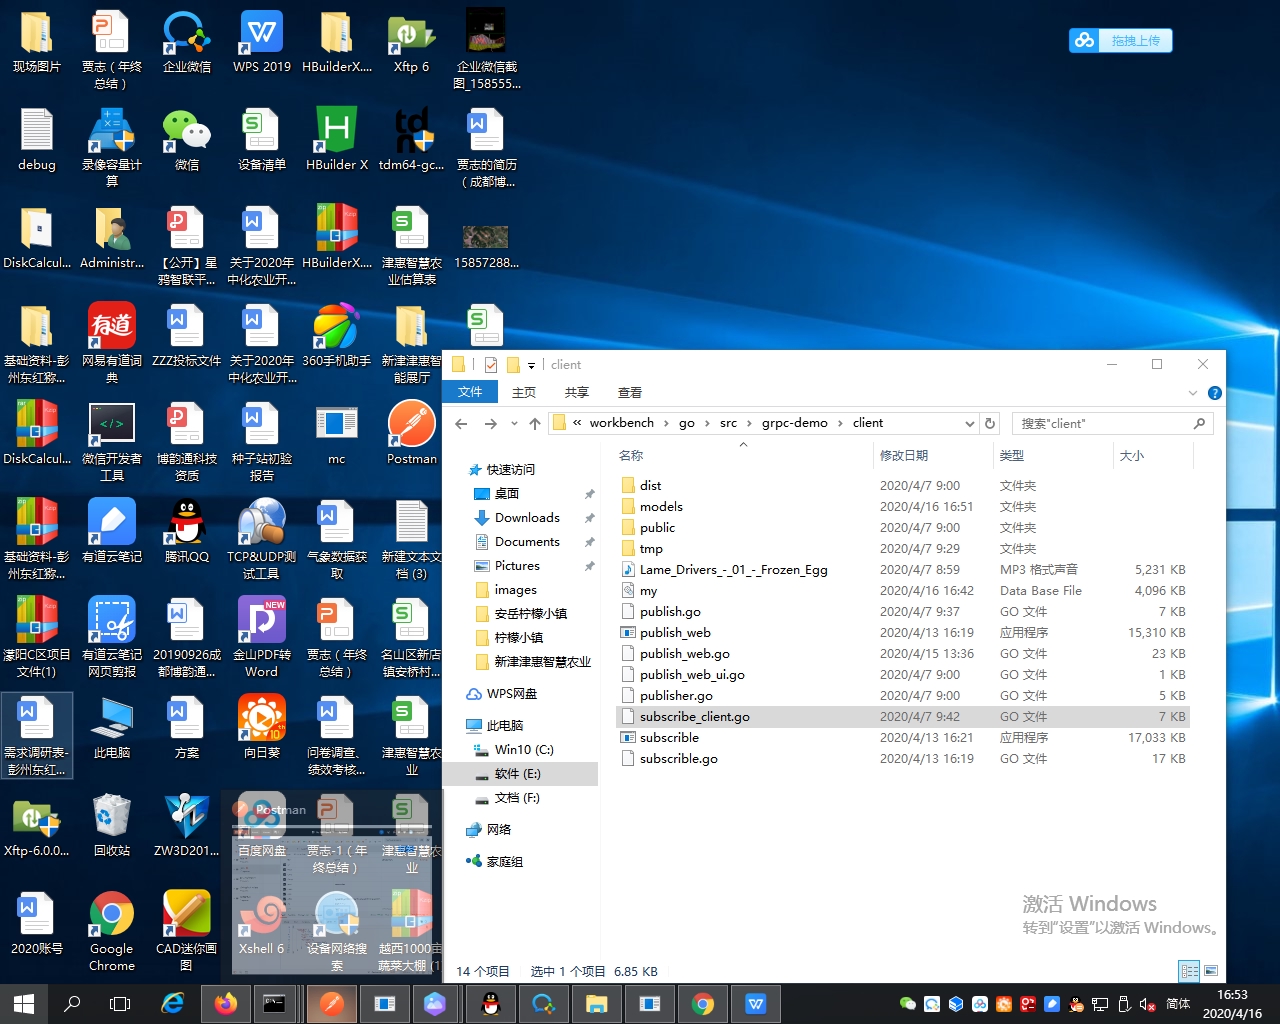 现场图片
贾志（年终
总结）
企业微信
WPS 2019
HBuilderX....
Xftp 6
企业微信截
图_158555...
拖拽上传
debug
录像容量计
算
微信
设备清单
HBuilder X
tdm64-gc...
贾志的简历
（成都博...
DiskCalcul...
Administr...
【公开】星
鸦智联平...
关于2020年
中化农业开...
HBuilderX....
津惠智慧农
业估算表
15857288...
基础资料-彭
州东红猕...
网易有道词
典
ZZZ投标文件
关于2020年
中化农业开...
360手机助手
新津津惠智
能展厅
DiskCalcul...
微信开发者
工具
博韵通科技
资质
种子站初验
报告
mc
Postman
基础资料-彭
州东红猕...
有道云笔记
腾讯QQ
TCP&UDP测
试工具
气象数据获
取
新建文本文
档 (3)
濛阳C区项目
文件(1)
有道云笔记
网页剪报
20190926成
都博韵通...
金山PDF转
Word
贾志（年终
总结）
名山区新店
镇安桥村...
需求调研表-
彭州东红...
此电脑
方案
向日葵
问卷调查、
绩效考核...
津惠智慧农
业
Xftp-6.0.0...
回收站
ZW3D201...
Postman
百度网盘
贾志-1（年
终总结）
津惠智慧农
业
2020账号
Google
Chrome
CAD迷你画
图
Xshell 6
设备网络搜
索
越西1000亩
蔬菜大棚 (1
client
文件
主页
共享
查看
« workbench › go › src › grpc-demo › client
搜索"client"
名称
修改日期
类型
大小
快速访问
桌面
Downloads
Documents
Pictures
images
安岳柠檬小镇
柠檬小镇
新津津惠智慧农业
WPS网盘
此电脑
Win10 (C:)
软件 (E:)
文档 (F:)
网络
家庭组
dist 2020/4/7 9:00 文件夹
models 2020/4/16 16:51 文件夹
public 2020/4/7 9:00 文件夹
tmp 2020/4/7 9:29 文件夹
Lame_Drivers_-_01_-_Frozen_Egg 2020/4/7 8:59 MP3 格式声音 5,231 KB
my 2020/4/16 16:42 Data Base File 4,096 KB
publish.go 2020/4/7 9:37 GO 文件 7 KB
publish_web 2020/4/13 16:19 应用程序 15,310 KB
publish_web.go 2020/4/15 13:36 GO 文件 23 KB
publish_web_ui.go 2020/4/7 9:00 GO 文件 1 KB
publisher.go 2020/4/7 9:00 GO 文件 5 KB
subscribe_client.go 2020/4/7 9:42 GO 文件 7 KB
subscrible 2020/4/13 16:21 应用程序 17,033 KB
subscrible.go 2020/4/13 16:19 GO 文件 17 KB
激活 Windows
转到"设置"以激活 Windows。
14 个项目 选中 1 个项目 6.85 KB
简体
16:53
2020/4/16